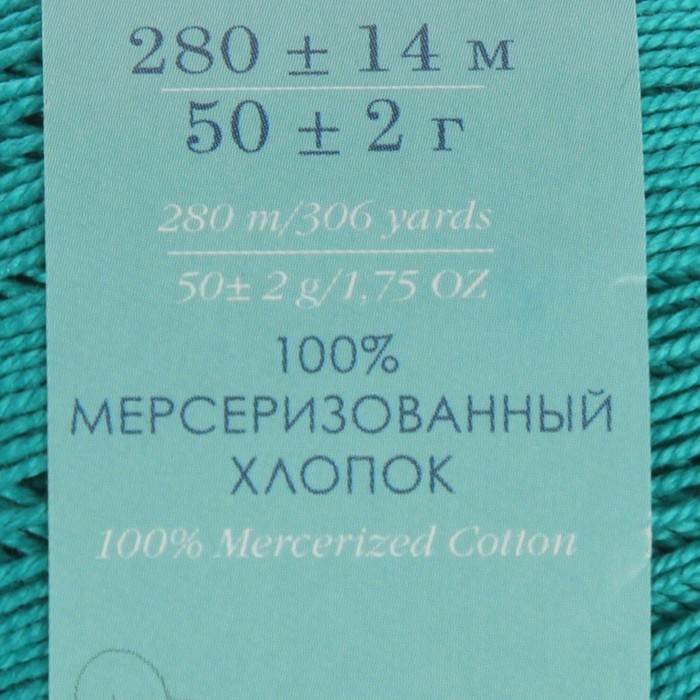 280 ± 14 м
50 ± 2 г
280 m/306 yards
50± 2 g/1,75 OZ
100%
МЕРСЕРИЗОВАННЫЙ
ХЛОПОК
100% Mercerized Cotton